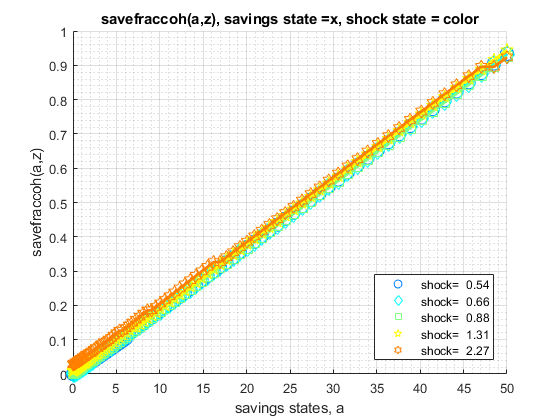 savefraccoh(a,z), savings state =x, shock state = color
savefraccoh(a,z)
1
0.9
0.8
0.7
0.6
0.5
0.4
0.3
0.2
0.1
0
0 5 10 15 20 25 30 35 40 45 50
savings states, a
shock= 0.54
shock= 0.66
shock= 0.88
shock= 1.31
shock= 2.27